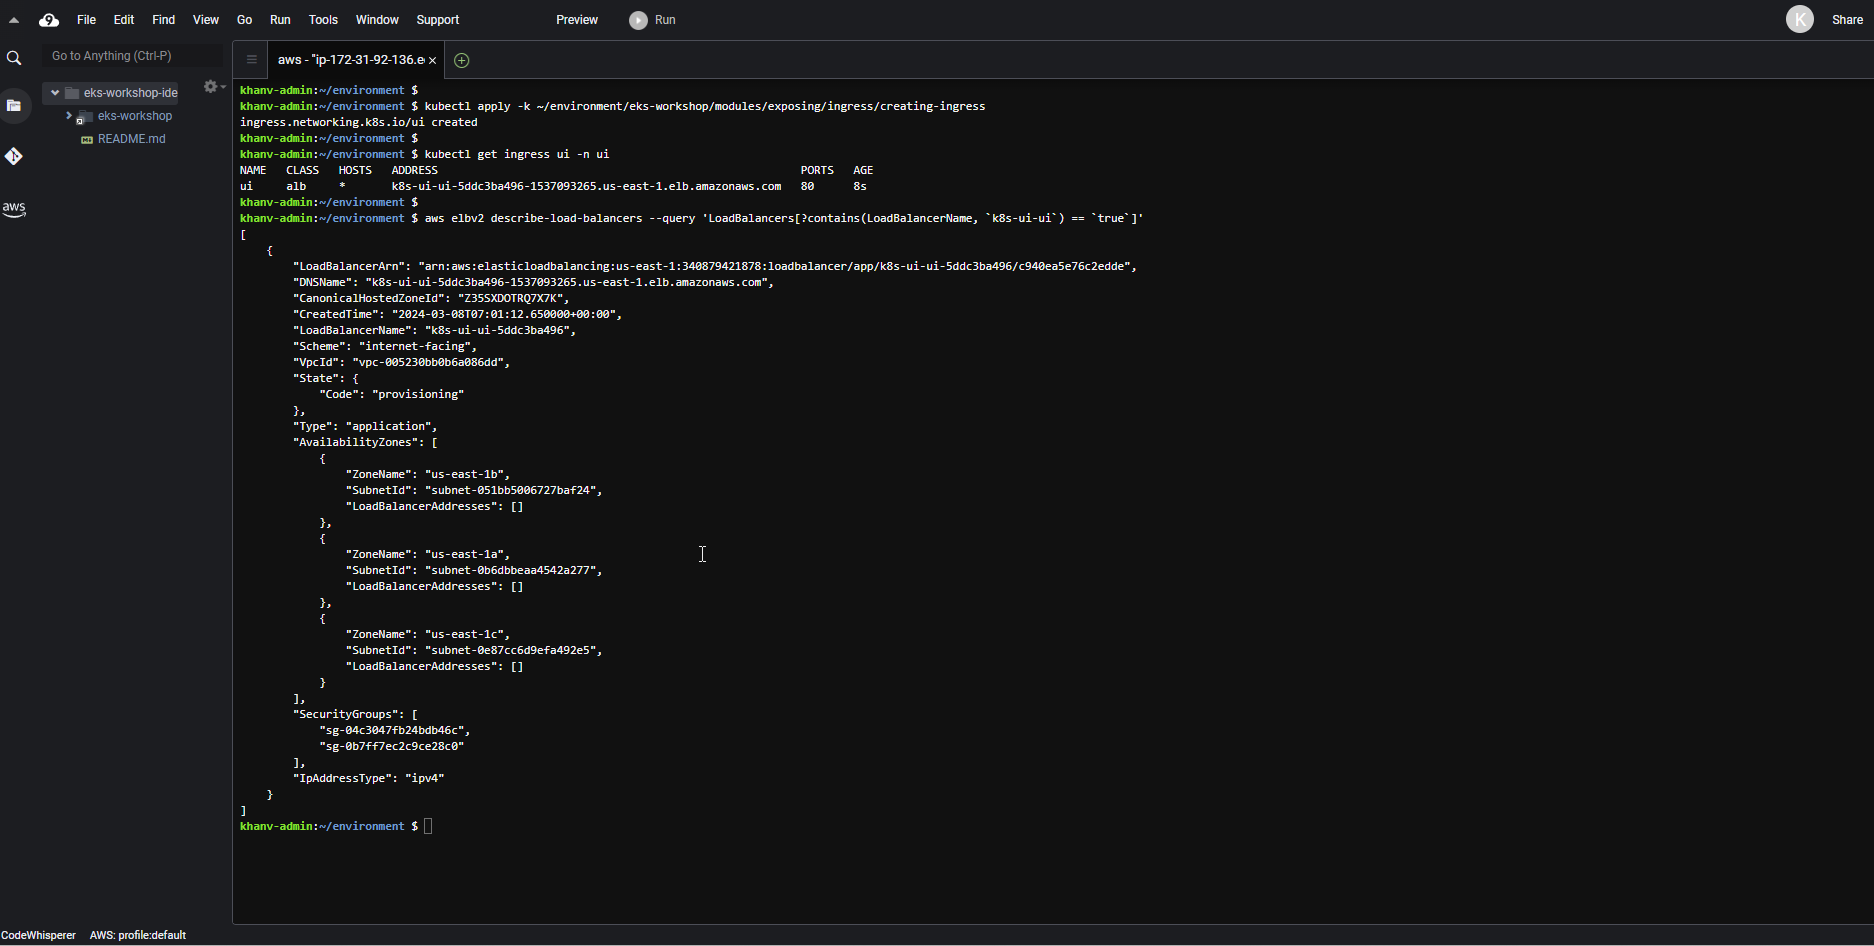 File Edit Find View Go Run Tools Window Support Preview Run K Share
Go to Anything (Ctrl-P)
aws - "ip-172-31-92-136.e
eks-workshop-ide
eks-workshop
README.md
aws
khanv-admin:~/environment $
khanv-admin:~/environment $ kubectl apply -k ~/environment/eks-workshop/modules/exposing/ingress/creating-ingress
ingress.networking.k8s.io/ui created
khanv-admin:~/environment $
khanv-admin:~/environment $ kubectl get ingress ui -n ui
NAME CLASS HOSTS ADDRESS PORTS AGE
ui alb * k8s-ui-ui-5ddc3ba496-1537093265.us-east-1.elb.amazonaws.com 80 8s
khanv-admin:~/environment $
khanv-admin:~/environment $ aws elbv2 describe-load-balancers --query 'LoadBalancers[?contains(LoadBalancerName, `k8s-ui-ui`) == `true`]'
[
{
"LoadBalancerArn": "arn:aws:elasticloadbalancing:us-east-1:340879421878:loadbalancer/app/k8s-ui-ui-5ddc3ba496/c940ea5e76c2edde",
"DNSName": "k8s-ui-ui-5ddc3ba496-1537093265.us-east-1.elb.amazonaws.com",
"CanonicalHostedZoneId": "Z35SXDOTRQ7X7K",
"CreatedTime": "2024-03-08T07:01:12.650000+00:00",
"LoadBalancerName": "k8s-ui-ui-5ddc3ba496",
"Scheme": "internet-facing",
"VpcId": "vpc-005230bb0b6a086dd",
"State": {
"Code": "provisioning"
},
"Type": "application",
"AvailabilityZones": [
{
"ZoneName": "us-east-1b",
"SubnetId": "subnet-051bb5006727baf24",
"LoadBalancerAddresses": []
},
{
"ZoneName": "us-east-1a",
"SubnetId": "subnet-0b6dbbeaa4542a277",
"LoadBalancerAddresses": []
},
{
"ZoneName": "us-east-1c",
"SubnetId": "subnet-0e87cc6d9efa492e5",
"LoadBalancerAddresses": []
}
],
"SecurityGroups": [
"sg-04c3047fb24bdb46c",
"sg-0b7ff7ec2c9ce28c0"
],
"IpAddressType": "ipv4"
}
]
khanv-admin:~/environment $
CodeWhisperer AWS: profile:default